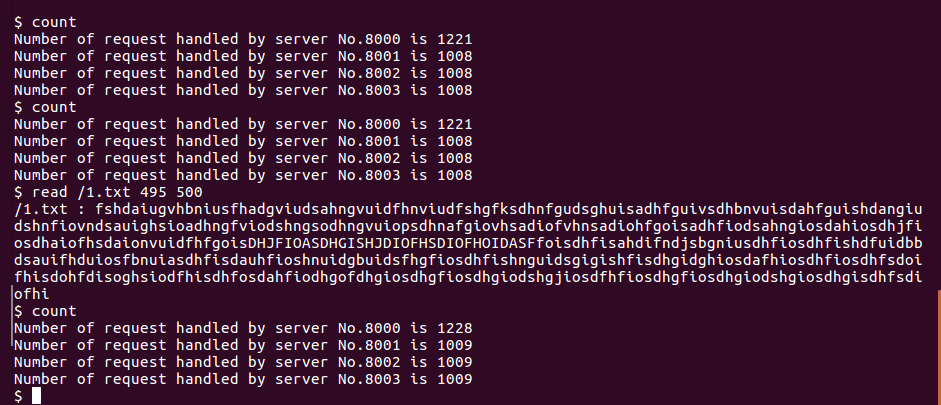 $ count
Number of request handled by server No.8000 is 1221
Number of request handled by server No.8001 is 1008
Number of request handled by server No.8002 is 1008
Number of request handled by server No.8003 is 1008
$ count
Number of request handled by server No.8000 is 1221
Number of request handled by server No.8001 is 1008
Number of request handled by server No.8002 is 1008
Number of request handled by server No.8003 is 1008
$ read /1.txt 495 500
/1.txt : fshdaiugvhbniusfhadgviudsahngvuidfhnviudfshgfksdhnfgudsghuisadhfguivsdhbnvuisdahfguishdangiu
dshnfiovndsauighsioadhngfviodshngsodhngvuiopsdhnafgiovhsadiofvhnsadiohfgoisadhfiodsahngiosdahiosdhjfi
osdhaiofhsdaionvuidfhfgoisDHJFIOASDHGISHJDIOFHSDIOFHOIDASFfoisdhfisahdifndjsbgniusdhfiosdhfishdfuidbb
dsauifhduiosfbnuiasdhfisdauhfioshnuidgbuidsfhgfiosdhfishnguidsgigishfisdhgidghiosdafhiosdhfiosdhfsdoi
fhisdohfdisoghsiodfhisdhfosdahfiodhgofdhgiosdhgfiosdhgiodshgjiosdfhfiosdhgfiosdhgiodshgiosdhgisdhfsdi
ofhi
$ count
Number of request handled by server No.8000 is 1228
Number of request handled by server No.8001 is 1009
Number of request handled by server No.8002 is 1009
Number of request handled by server No.8003 is 1009
$